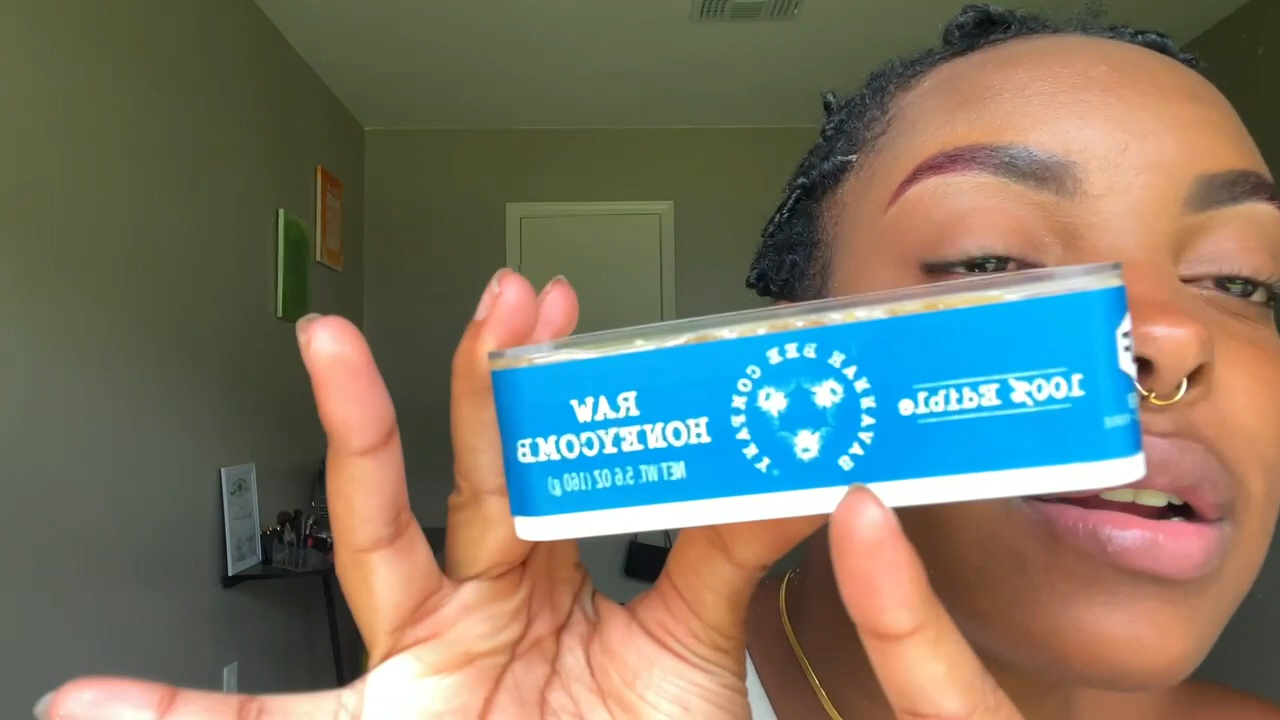 100% Edible
SAVANNAH BEE COMPANY
RAW
HONEYCOMB
NET WT. 5.6 OZ (160 g)